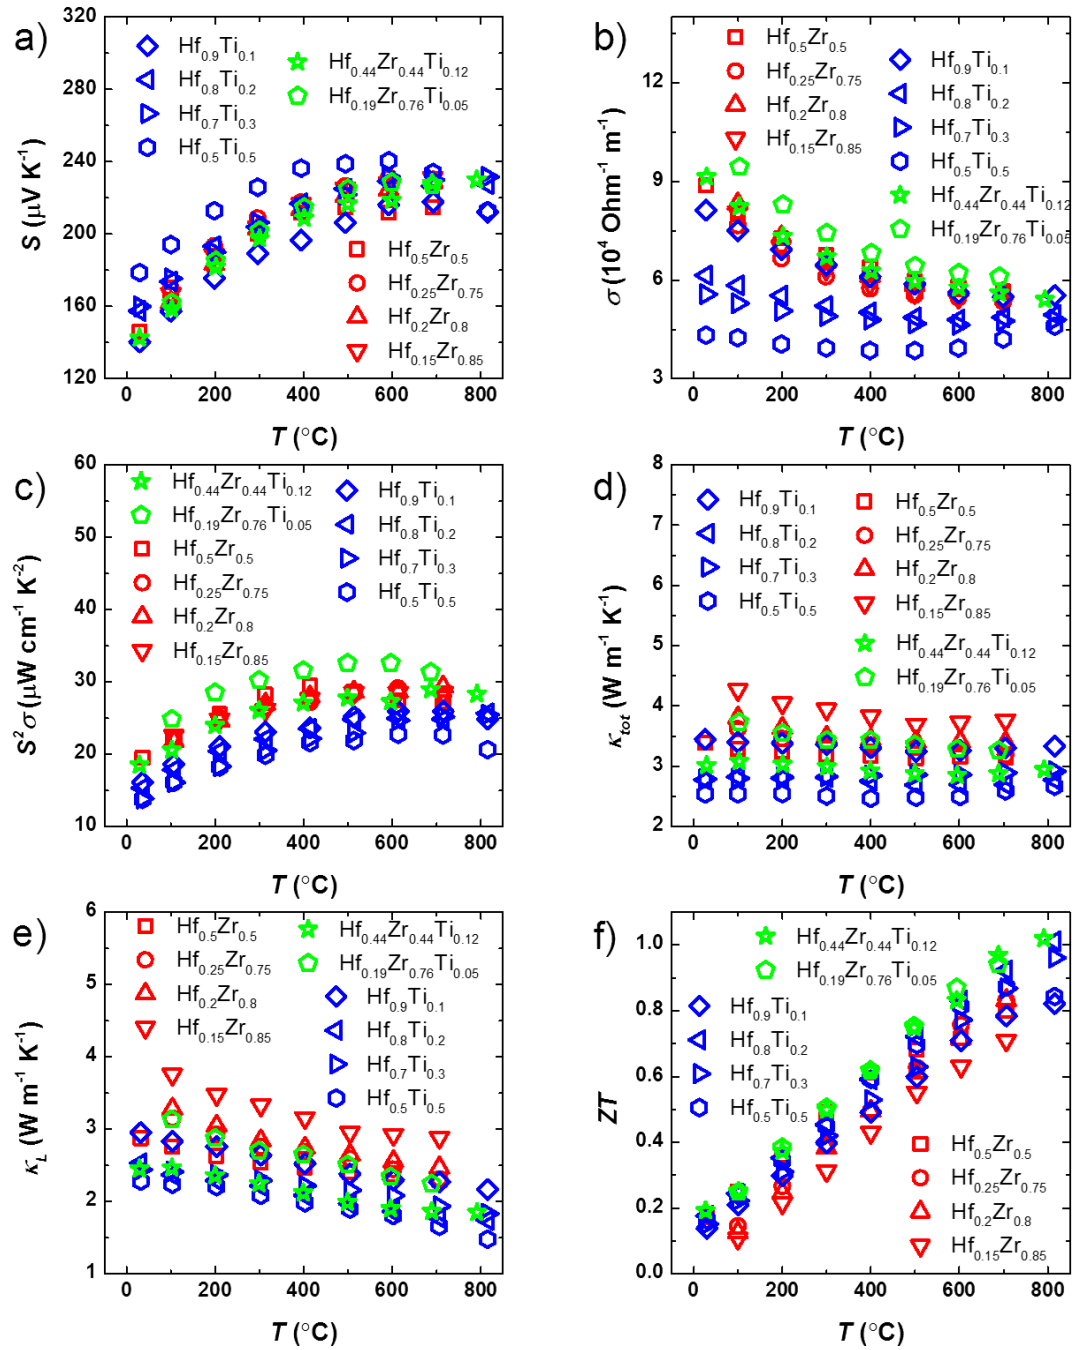 a)
S (μV K⁻¹)
320
280
240
200
160
120
Hf0.9Ti0.1
Hf0.8Ti0.2
Hf0.7Ti0.3
Hf0.5Ti0.5
Hf0.44Zr0.44Ti0.12
Hf0.19Zr0.76Ti0.05
Hf0.5Zr0.5
Hf0.25Zr0.75
Hf0.2Zr0.8
Hf0.15Zr0.85
0 200 400 600 800
T (°C)
b)
σ (10⁴ Ohm⁻¹ m⁻¹)
12
9
6
3
Hf0.5Zr0.5
Hf0.25Zr0.75
Hf0.2Zr0.8
Hf0.15Zr0.85
Hf0.9Ti0.1
Hf0.8Ti0.2
Hf0.7Ti0.3
Hf0.5Ti0.5
Hf0.44Zr0.44Ti0.12
Hf0.19Zr0.76Ti0.05
0 200 400 600 800
T (°C)
c)
S²σ (μW cm⁻¹ K⁻²)
60
50
40
30
20
10
Hf0.44Zr0.44Ti0.12
Hf0.19Zr0.76Ti0.05
Hf0.5Zr0.5
Hf0.25Zr0.75
Hf0.2Zr0.8
Hf0.15Zr0.85
Hf0.9Ti0.1
Hf0.8Ti0.2
Hf0.7Ti0.3
Hf0.5Ti0.5
0 200 400 600 800
T (°C)
d)
κtot (W m⁻¹ K⁻¹)
8
7
6
5
4
3
2
Hf0.9Ti0.1
Hf0.8Ti0.2
Hf0.7Ti0.3
Hf0.5Ti0.5
Hf0.5Zr0.5
Hf0.25Zr0.75
Hf0.2Zr0.8
Hf0.15Zr0.85
Hf0.44Zr0.44Ti0.12
Hf0.19Zr0.76Ti0.05
0 200 400 600 800
T (°C)
e)
κL (W m⁻¹ K⁻¹)
6
5
4
3
2
1
Hf0.5Zr0.5
Hf0.25Zr0.75
Hf0.2Zr0.8
Hf0.15Zr0.85
Hf0.44Zr0.44Ti0.12
Hf0.19Zr0.76Ti0.05
Hf0.9Ti0.1
Hf0.8Ti0.2
Hf0.7Ti0.3
Hf0.5Ti0.5
0 200 400 600 800
T (°C)
f)
ZT
1.0
0.8
0.6
0.4
0.2
0.0
Hf0.44Zr0.44Ti0.12
Hf0.19Zr0.76Ti0.05
Hf0.9Ti0.1
Hf0.8Ti0.2
Hf0.7Ti0.3
Hf0.5Ti0.5
Hf0.5Zr0.5
Hf0.25Zr0.75
Hf0.2Zr0.8
Hf0.15Zr0.85
0 200 400 600 800
T (°C)